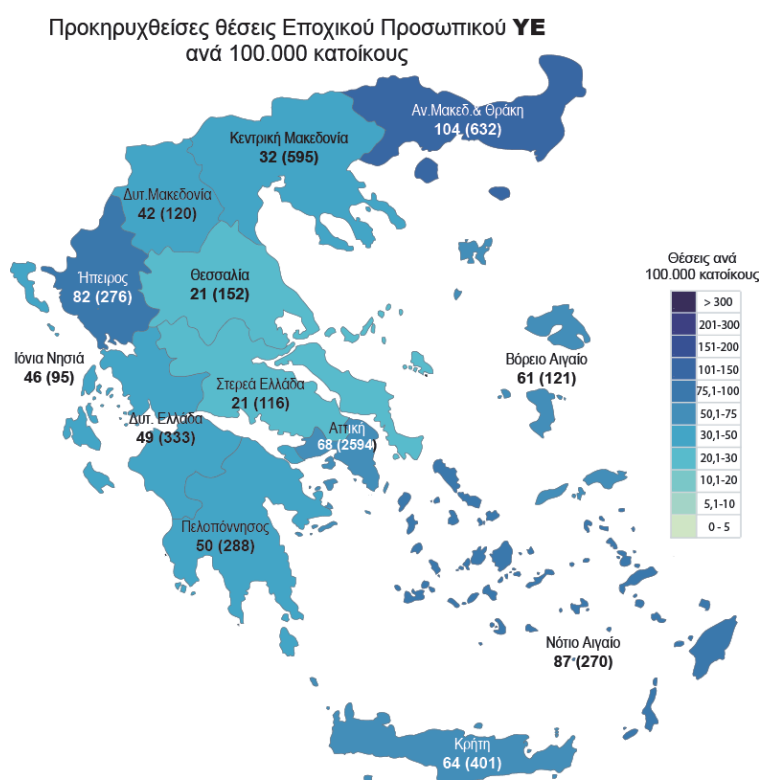 Προκηρυχθείσες θέσεις Εποχικού Προσωπικού ΥΕ
ανά 100.000 κατοίκους
Αν.Μακεδ.& Θράκη
104 (632)
Κεντρική Μακεδονία
32 (595)
Δυτ.Μακεδονία
42 (120)
Ήπειρος
82 (276)
Θεσσαλία
21 (152)
Ιόνια Νησιά
46 (95)
Βόρειο Αιγαίο
61 (121)
Στερεά Ελλάδα
21 (116)
Δυτ. Ελλάδα
49 (333)
Αττική
68 (2594)
Πελοπόννησος
50 (288)
Νότιο Αιγαίο
87 (270)
Κρήτη
64 (401)
Θέσεις ανά
100.000 κατοίκους
> 300
201-300
151-200
101-150
75,1-100
50,1-75
30,1-50
20,1-30
10,1-20
5,1-10
0 - 5